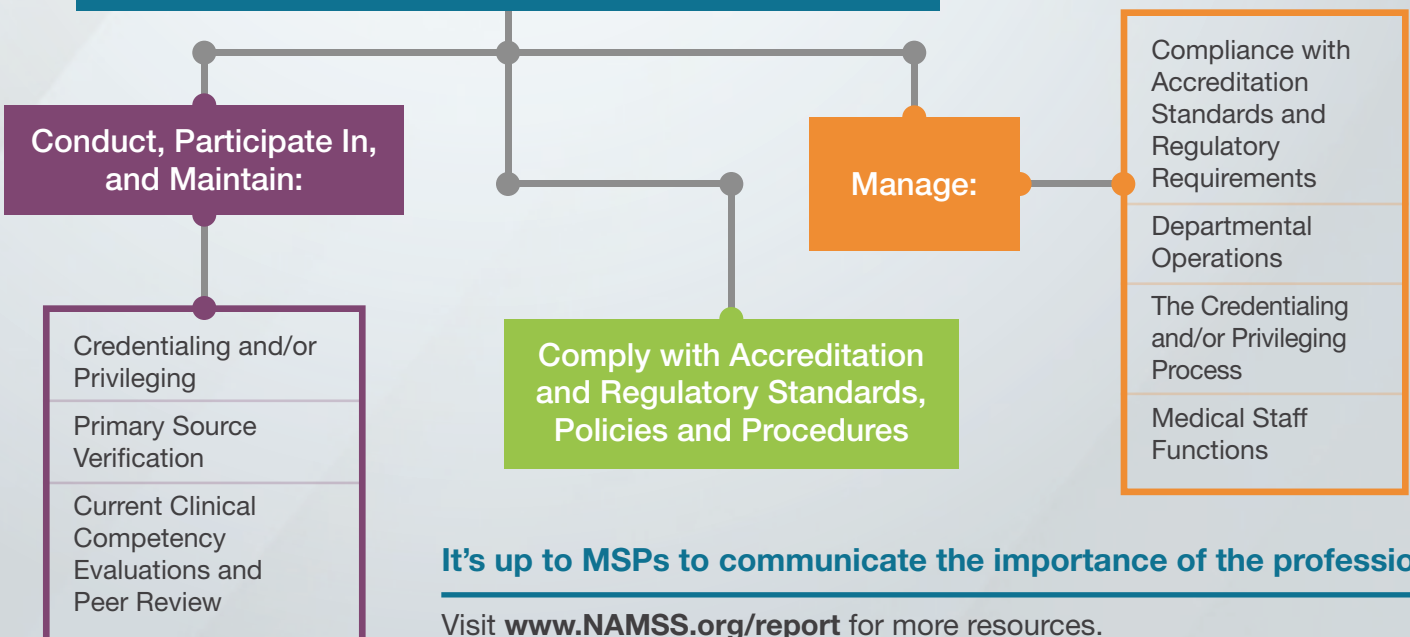 Conduct, Participate In,
and Maintain:
Credentialing and/or
Privileging
Primary Source
Verification
Current Clinical
Competency
Evaluations and
Peer Review
Comply with Accreditation
and Regulatory Standards,
Policies and Procedures
Manage:
Compliance with
Accreditation
Standards and
Regulatory
Requirements
Departmental
Operations
The Credentialing
and/or Privileging
Process
Medical Staff
Functions
It's up to MSPs to communicate the importance of the professio
Visit www.NAMSS.org/report for more resources.